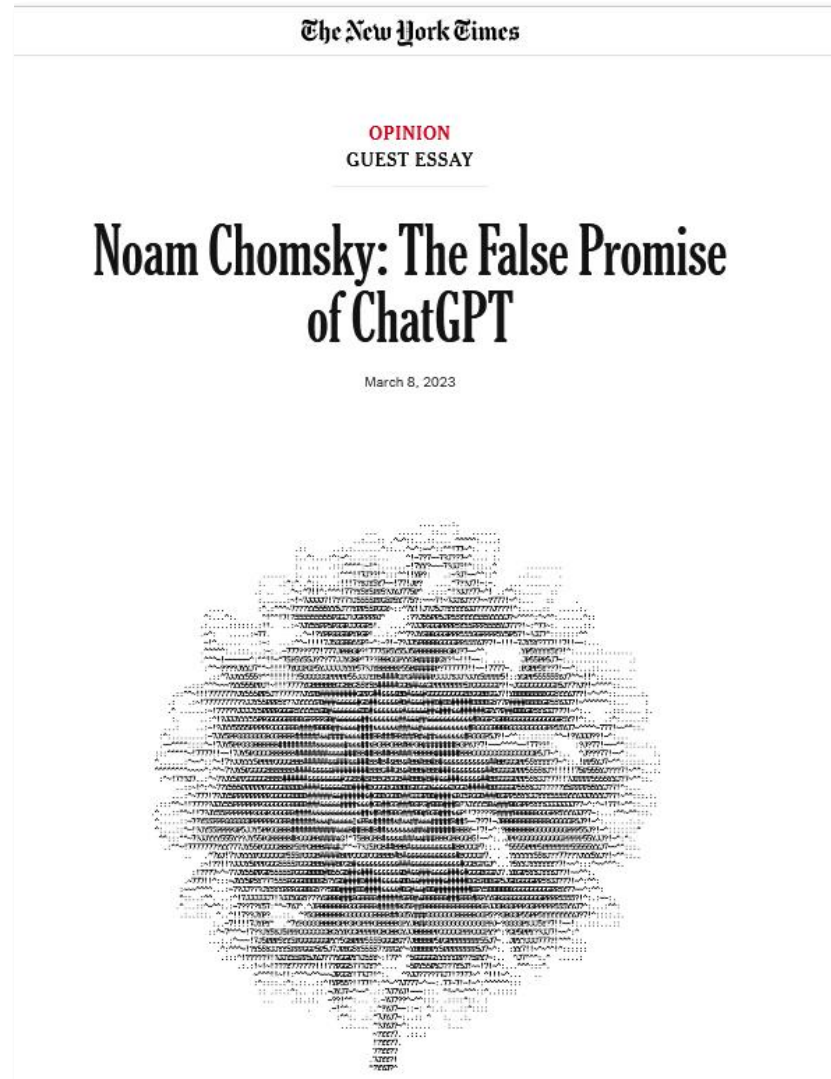 The New York Times
OPINION
GUEST ESSAY
Noam Chomsky: The False Promise
of ChatGPT
March 8, 2023